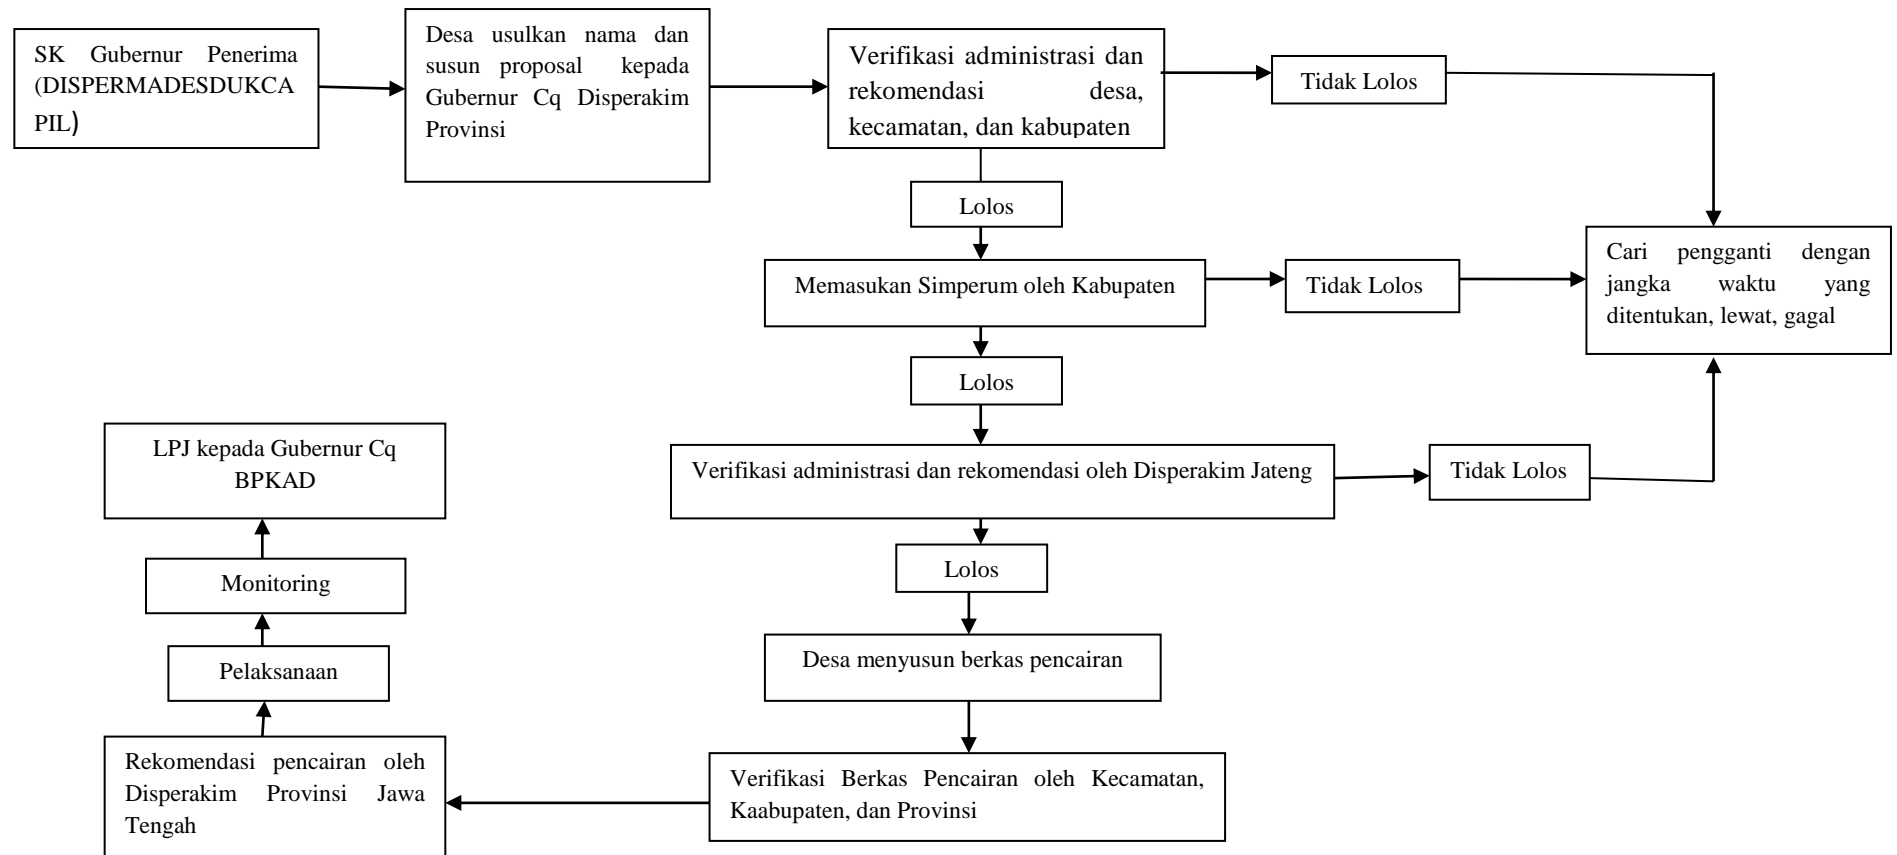 SK Gubernur Penerima
(DISPERMADESDUKCA
PIL)
Desa usulkan nama dan
susun proposal kepada
Gubernur Cq Disperakim
Provinsi
Verifikasi administrasi dan
rekomendasi desa,
kecamatan, dan kabupaten
Tidak Lolos
Lolos
Memasukan Simperum oleh Kabupaten
Tidak Lolos
Cari pengganti dengan
jangka waktu yang
ditentukan, lewat, gagal
Lolos
Verifikasi administrasi dan rekomendasi oleh Disperakim Jateng
Tidak Lolos
Lolos
Desa menyusun berkas pencairan
Verifikasi Berkas Pencairan oleh Kecamatan,
Kaabupaten, dan Provinsi
Rekomendasi pencairan oleh
Disperakim Provinsi Jawa
Tengah
Pelaksanaan
Monitoring
LPJ kepada Gubernur Cq
BPKAD